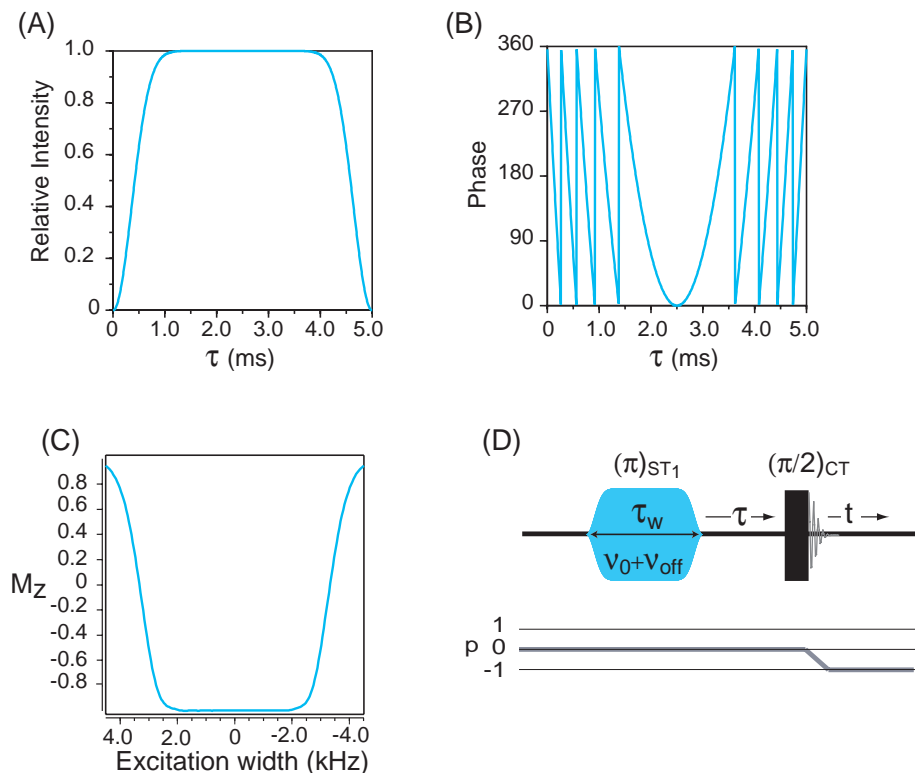 (A)
1.0
0.8
0.6
0.4
0.2
0
Relative Intensity
0 1.0 2.0 3.0 4.0 5.0
τ (ms)
(B)
360
270
180
90
0
Phase
0 1.0 2.0 3.0 4.0 5.0
τ (ms)
(C)
0.8
0.6
0.4
0.2
0
-0.2
-0.4
-0.6
-0.8
Mz
4.0 2.0 0 -2.0 -4.0
Excitation width (kHz)
(D)
(π)ST1 (π/2)CT
τw τ t
ν0+νoff
1
p 0
-1